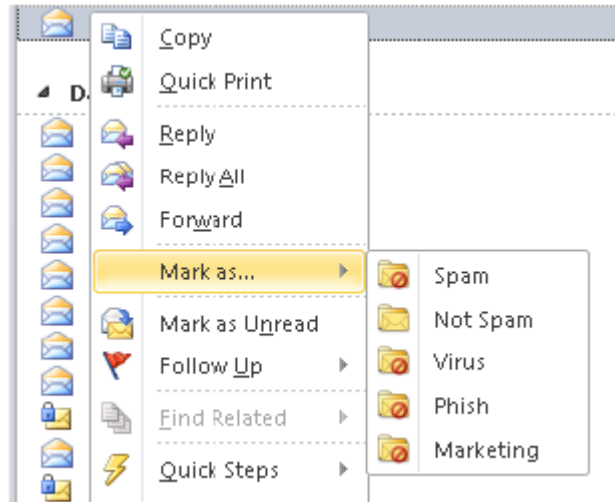 Copy
Quick Print
D
Reply
Reply All
Forward
Mark as...
Spam
Mark as Unread
Not Spam
Follow Up
Virus
Find Related
Phish
Quick Steps
Marketing